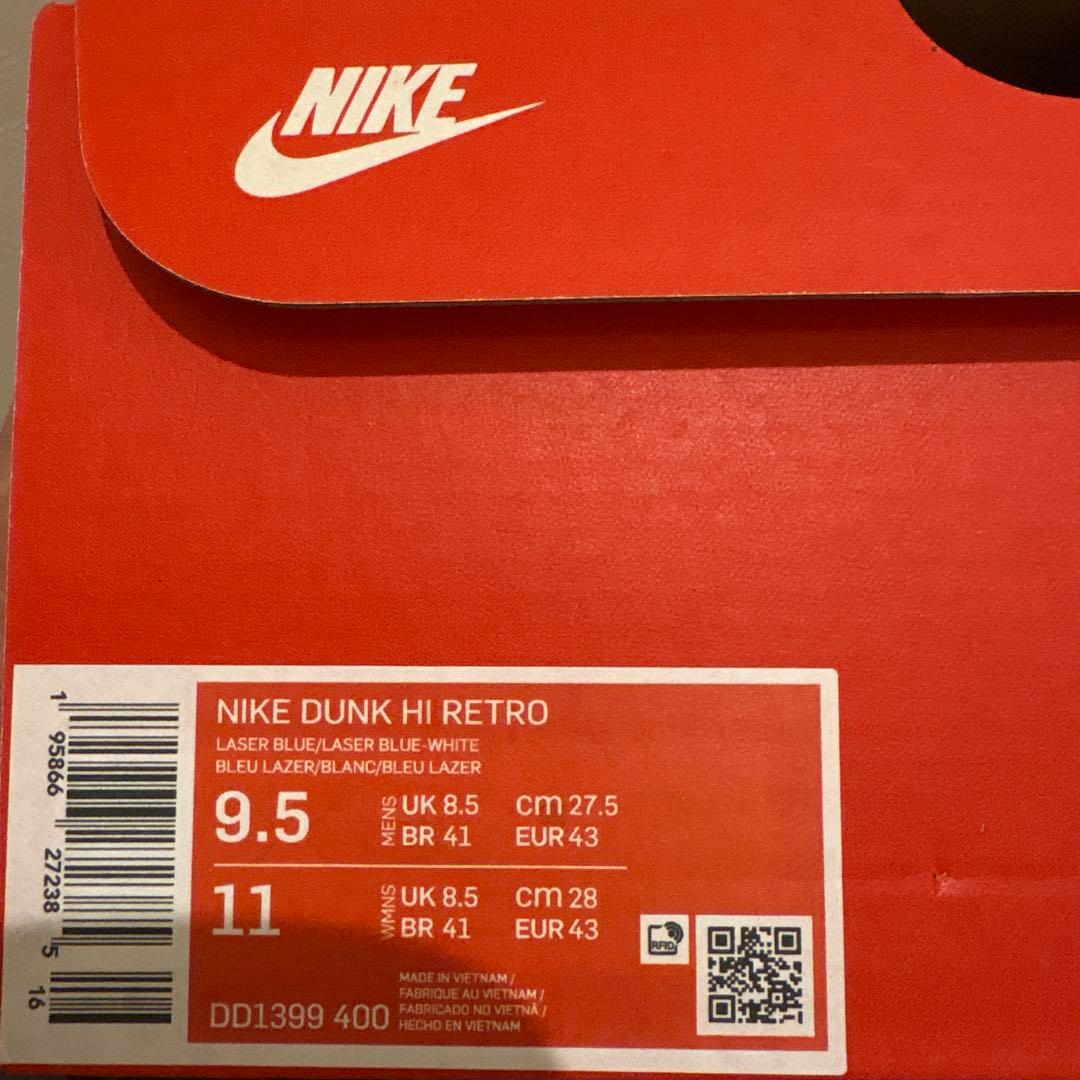 NIKE
NIKE DUNK HI RETRO
LASER BLUE/LASER BLUE-WHITE
BLEU LAZER/BLANC/BLEU LAZER
9.5 MENS UK 8.5 cm 27.5
BR 41 EUR 43
11 WMNS UK 8.5 cm 28
BR 41 EUR 43
RFID
MADE IN VIETNAM /
FABRIQUE AU VIETNAM /
FABRICADO NO VIETNÃ /
HECHO EN VIETNAM
DD1399 400
1 95866 27238 5 16